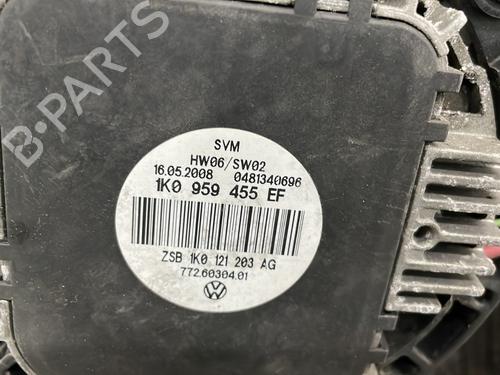 B-PARTS
SVM
HW06/SW02
16.05.2008 0481340696
1K0 959 455 EF
ZSB 1K0 121 203 AG
772.60304.01